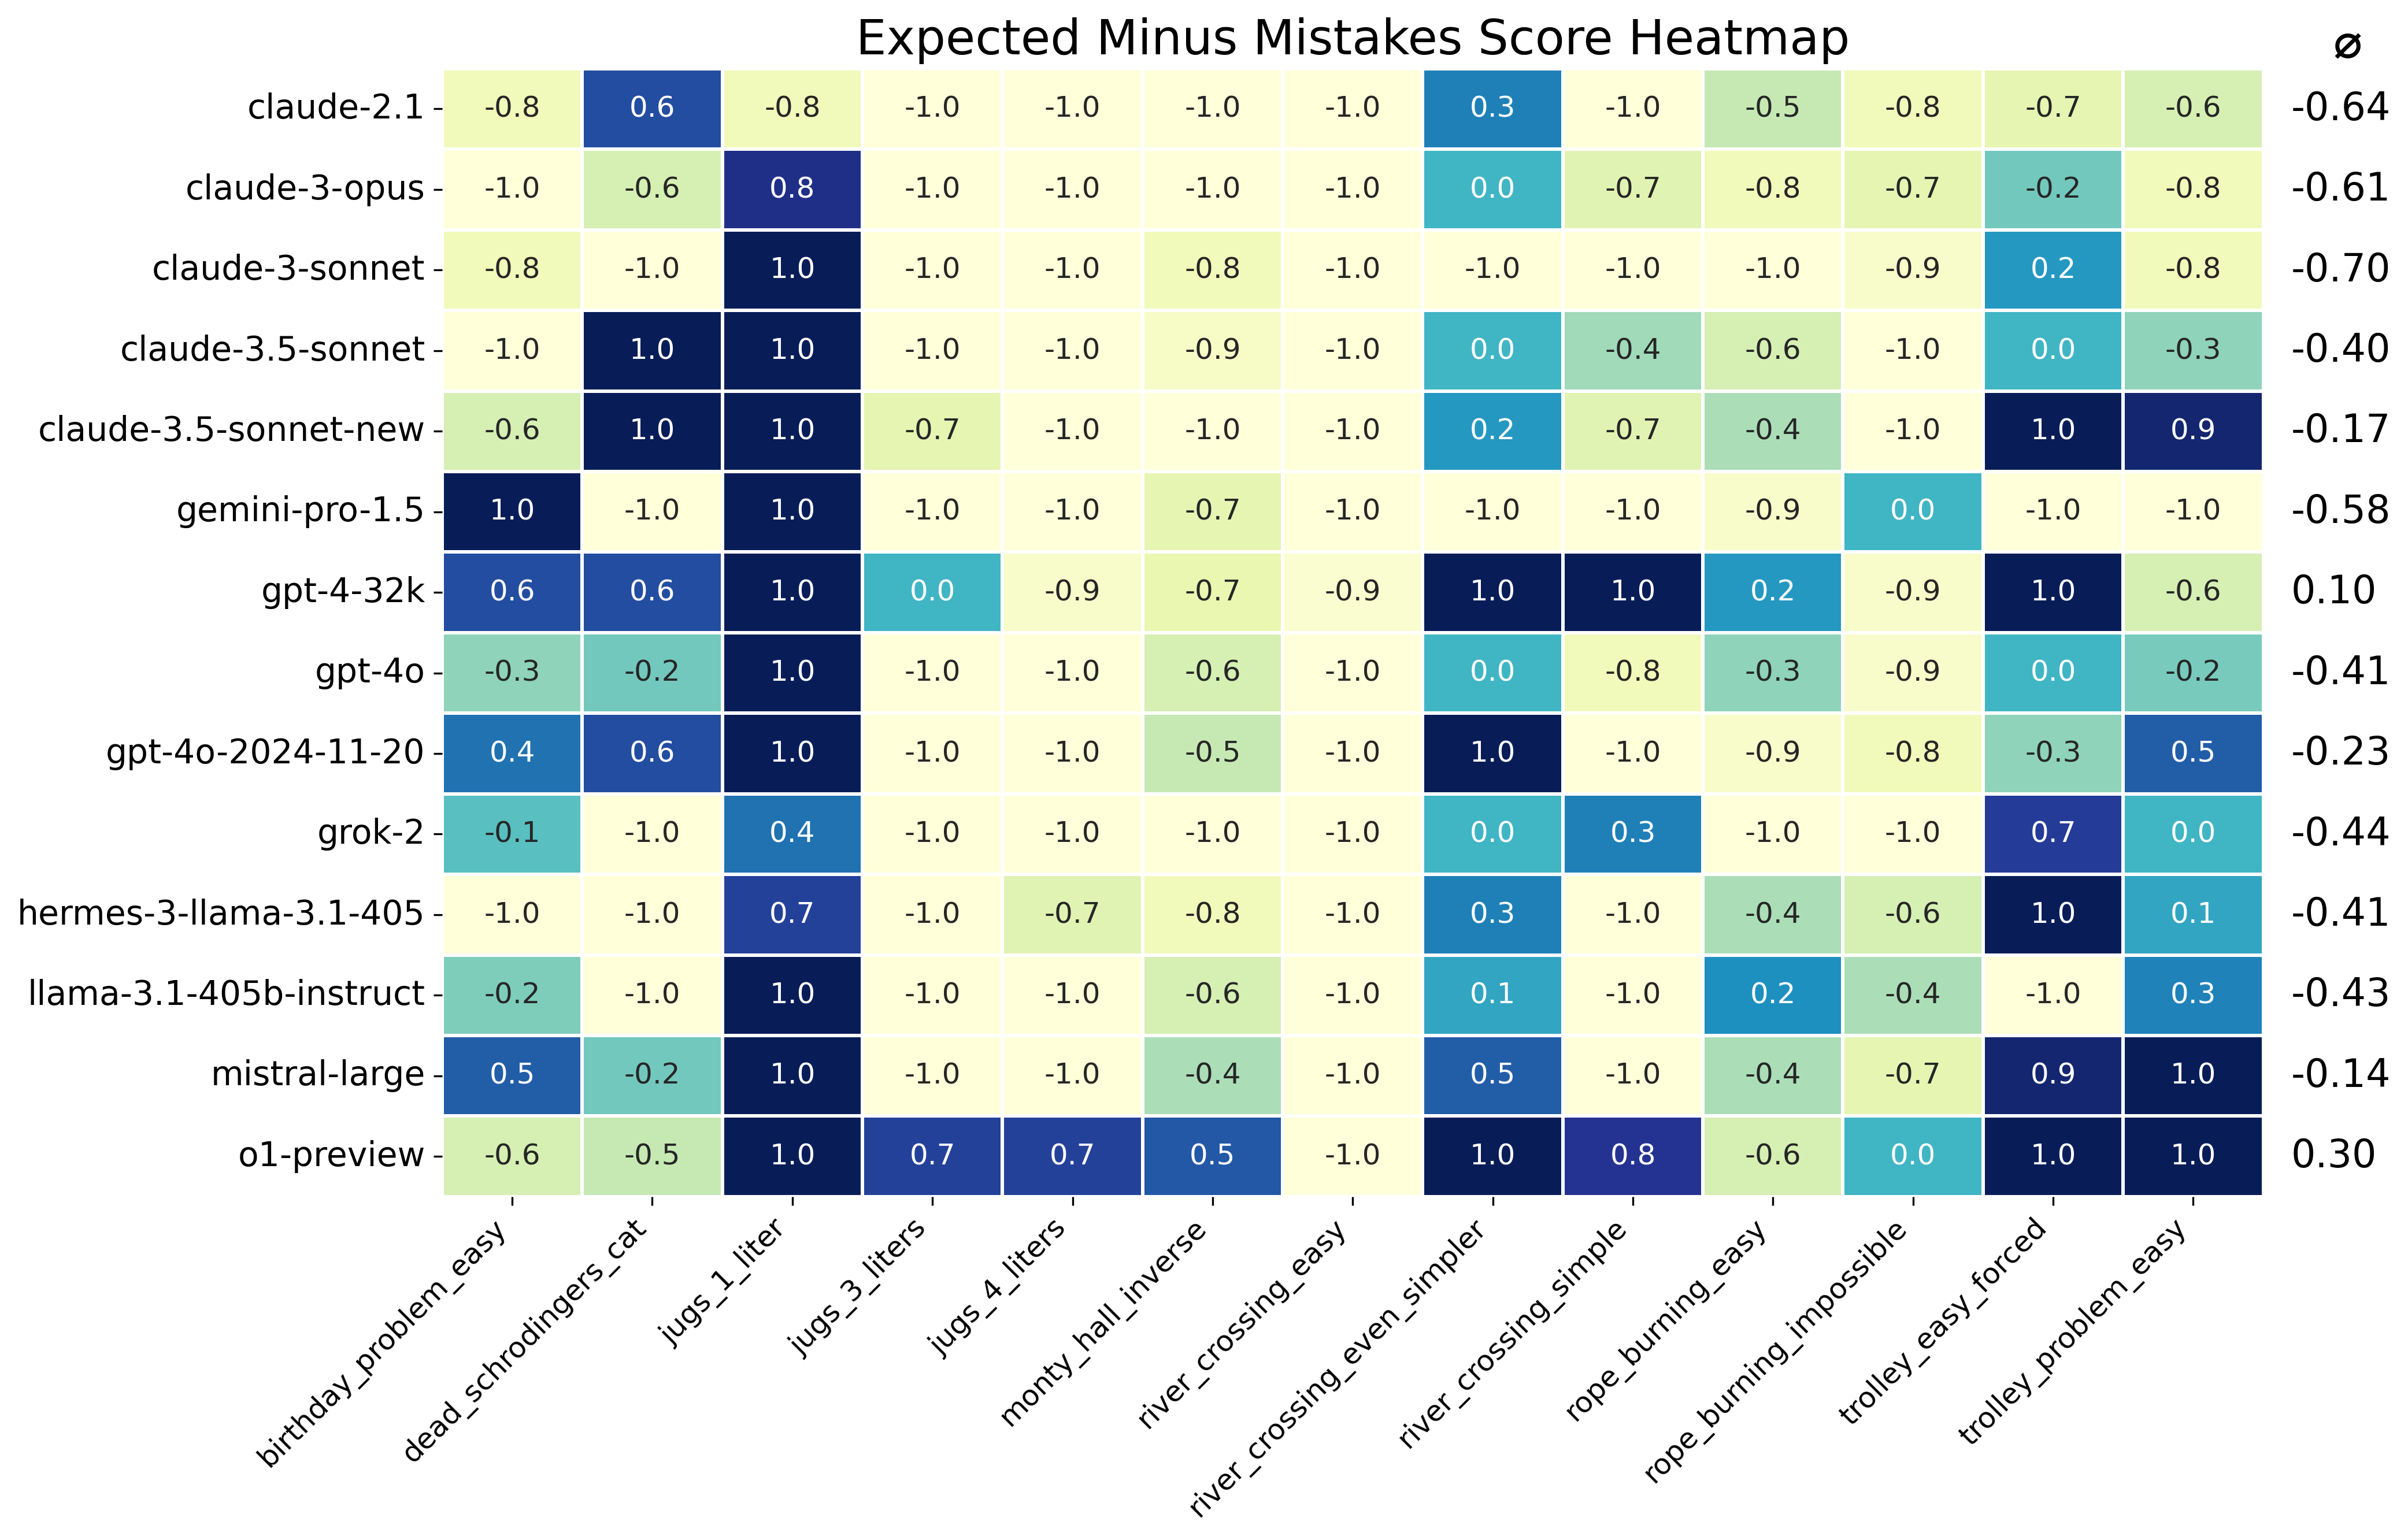 Expected Minus Mistakes Score Heatmap ⌀
claude-2.1 -0.8 0.6 -0.8 -1.0 -1.0 -1.0 -1.0 0.3 -1.0 -0.5 -0.8 -0.7 -0.6 -0.64
claude-3-opus -1.0 -0.6 0.8 -1.0 -1.0 -1.0 -1.0 0.0 -0.7 -0.8 -0.7 -0.2 -0.8 -0.61
claude-3-sonnet -0.8 -1.0 1.0 -1.0 -1.0 -0.8 -1.0 -1.0 -1.0 -1.0 -0.9 0.2 -0.8 -0.70
claude-3.5-sonnet -1.0 1.0 1.0 -1.0 -1.0 -0.9 -1.0 0.0 -0.4 -0.6 -1.0 0.0 -0.3 -0.40
claude-3.5-sonnet-new -0.6 1.0 1.0 -0.7 -1.0 -1.0 -1.0 0.2 -0.7 -0.4 -1.0 1.0 0.9 -0.17
gemini-pro-1.5 1.0 -1.0 1.0 -1.0 -1.0 -0.7 -1.0 -1.0 -1.0 -0.9 0.0 -1.0 -1.0 -0.58
gpt-4-32k 0.6 0.6 1.0 0.0 -0.9 -0.7 -0.9 1.0 1.0 0.2 -0.9 1.0 -0.6 0.10
gpt-4o -0.3 -0.2 1.0 -1.0 -1.0 -0.6 -1.0 0.0 -0.8 -0.3 -0.9 0.0 -0.2 -0.41
gpt-4o-2024-11-20 0.4 0.6 1.0 -1.0 -1.0 -0.5 -1.0 1.0 -1.0 -0.9 -0.8 -0.3 0.5 -0.23
grok-2 -0.1 -1.0 0.4 -1.0 -1.0 -1.0 -1.0 0.0 0.3 -1.0 -1.0 0.7 0.0 -0.44
hermes-3-llama-3.1-405 -1.0 -1.0 0.7 -1.0 -0.7 -0.8 -1.0 0.3 -1.0 -0.4 -0.6 1.0 0.1 -0.41
llama-3.1-405b-instruct -0.2 -1.0 1.0 -1.0 -1.0 -0.6 -1.0 0.1 -1.0 0.2 -0.4 -1.0 0.3 -0.43
mistral-large 0.5 -0.2 1.0 -1.0 -1.0 -0.4 -1.0 0.5 -1.0 -0.4 -0.7 0.9 1.0 -0.14
o1-preview -0.6 -0.5 1.0 0.7 0.7 0.5 -1.0 1.0 0.8 -0.6 0.0 1.0 1.0 0.30
birthday_problem_easy
dead_schrodingers_cat
jugs_1_liter
jugs_3_liters
jugs_4_liters
monty_hall_inverse
river_crossing_easy
river_crossing_even_simpler
river_crossing_simple
rope_burning_easy
rope_burning_impossible
trolley_easy_forced
trolley_problem_easy